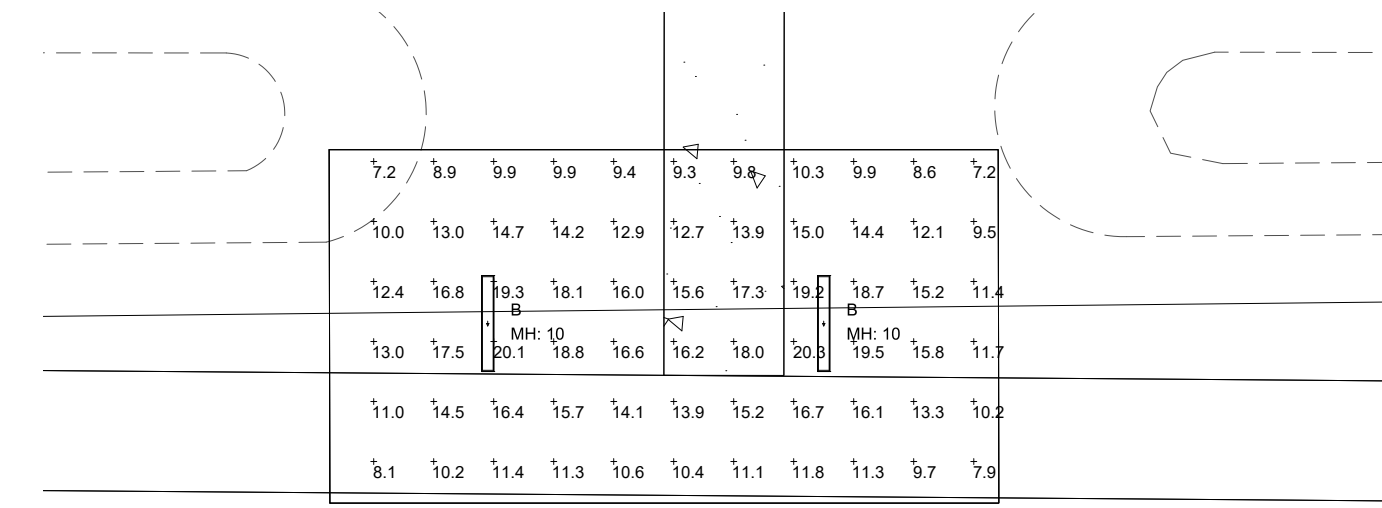 7.2 8.9 9.9 9.9 9.4 9.3 9.8 10.3 9.9 8.6 7.2
10.0 13.0 14.7 14.2 12.9 12.7 13.9 15.0 14.4 12.1 9.5
12.4 16.8 19.3 18.1 16.0 15.6 17.3 19.2 18.7 15.2 11.4
B B
MH: 10 MH: 10
13.0 17.5 20.1 18.8 16.6 16.2 18.0 20.3 19.5 15.8 11.7
11.0 14.5 16.4 15.7 14.1 13.9 15.2 16.7 16.1 13.3 10.2
8.1 10.2 11.4 11.3 10.6 10.4 11.1 11.8 11.3 9.7 7.9